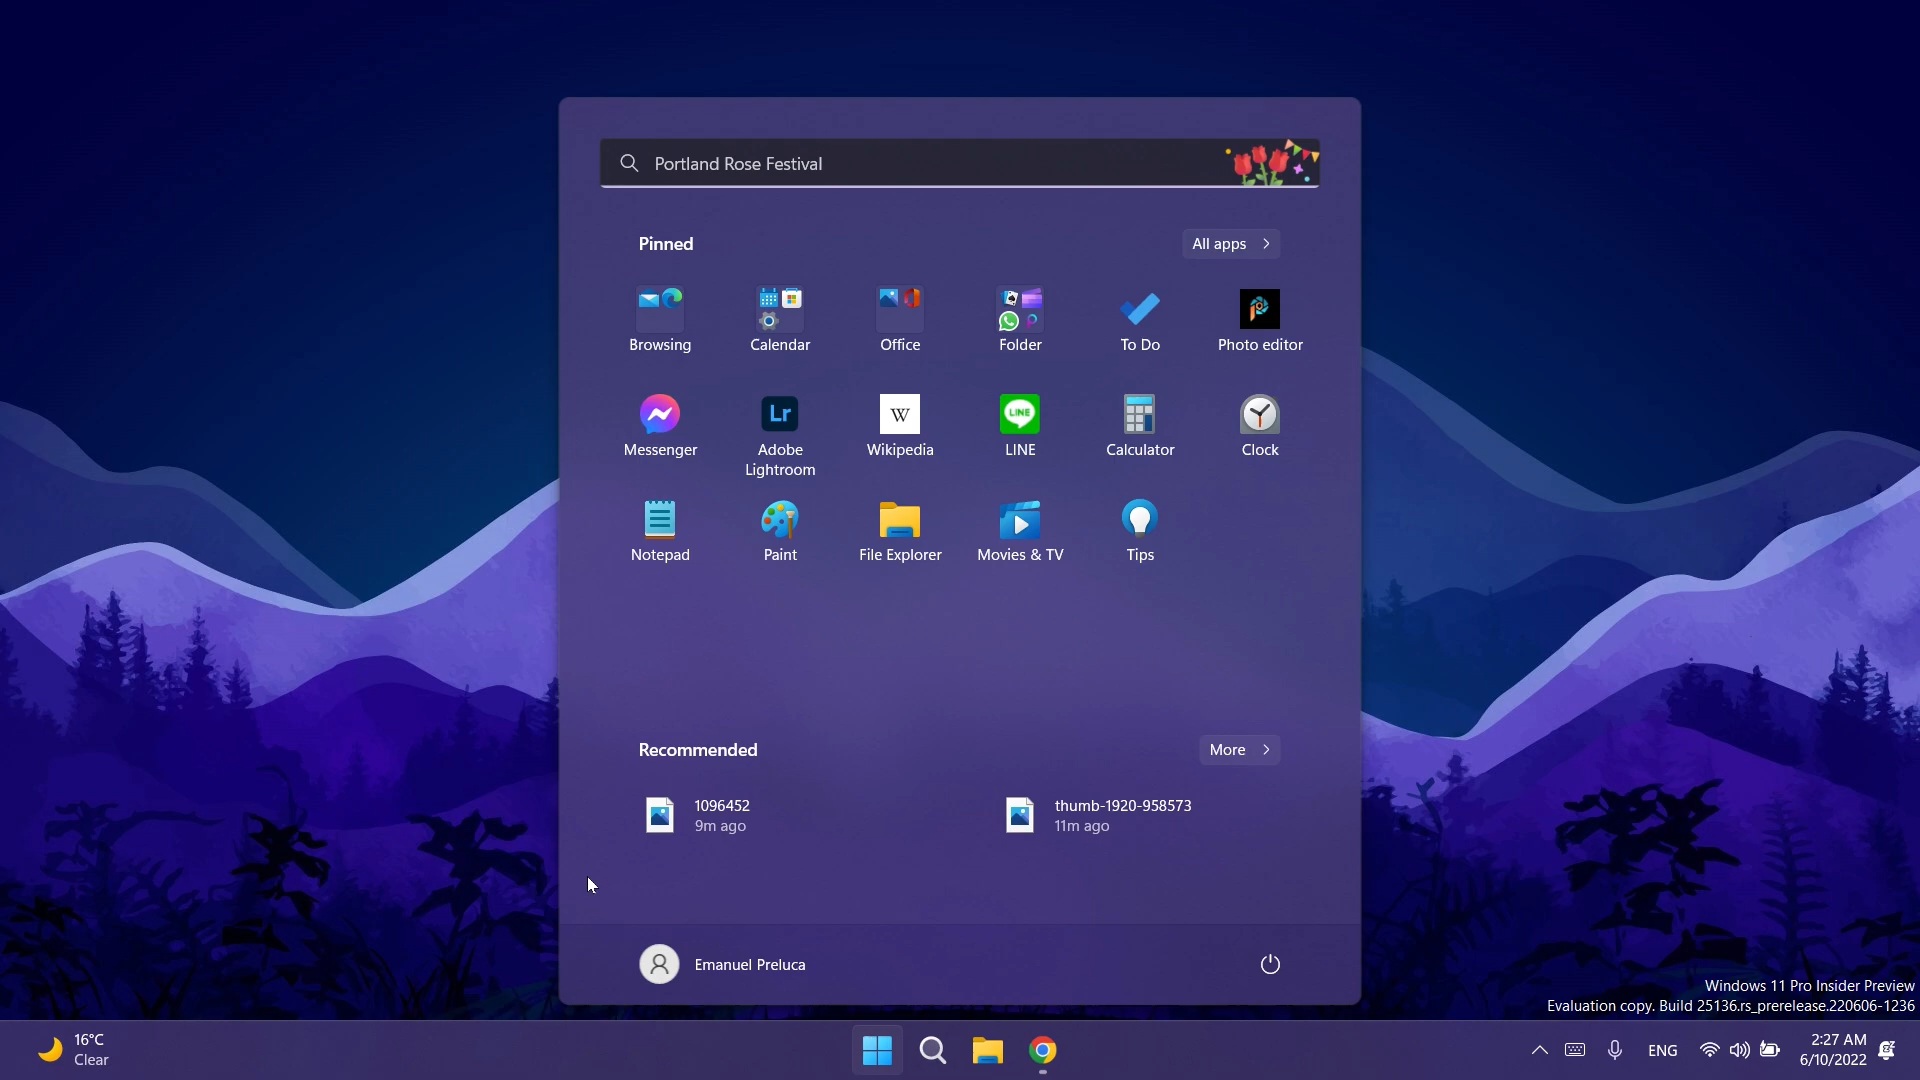 Portland Rose Festival
Pinned
All apps
Browsing
Calendar
Office
Folder
To Do
Photo editor
Messenger
Lr
Adobe
Lightroom
W
Wikipedia
LINE
LINE
Calculator
Clock
Notepad
Paint
File Explorer
Movies & TV
Tips
Recommended
More
1096452
9m ago
thumb-1920-958573
11m ago
Emanuel Preluca
Windows 11 Pro Insider Preview
Evaluation copy. Build 25136.rs_prerelease.220606-1236
16°C
Clear
ENG
2:27 AM
6/10/2022